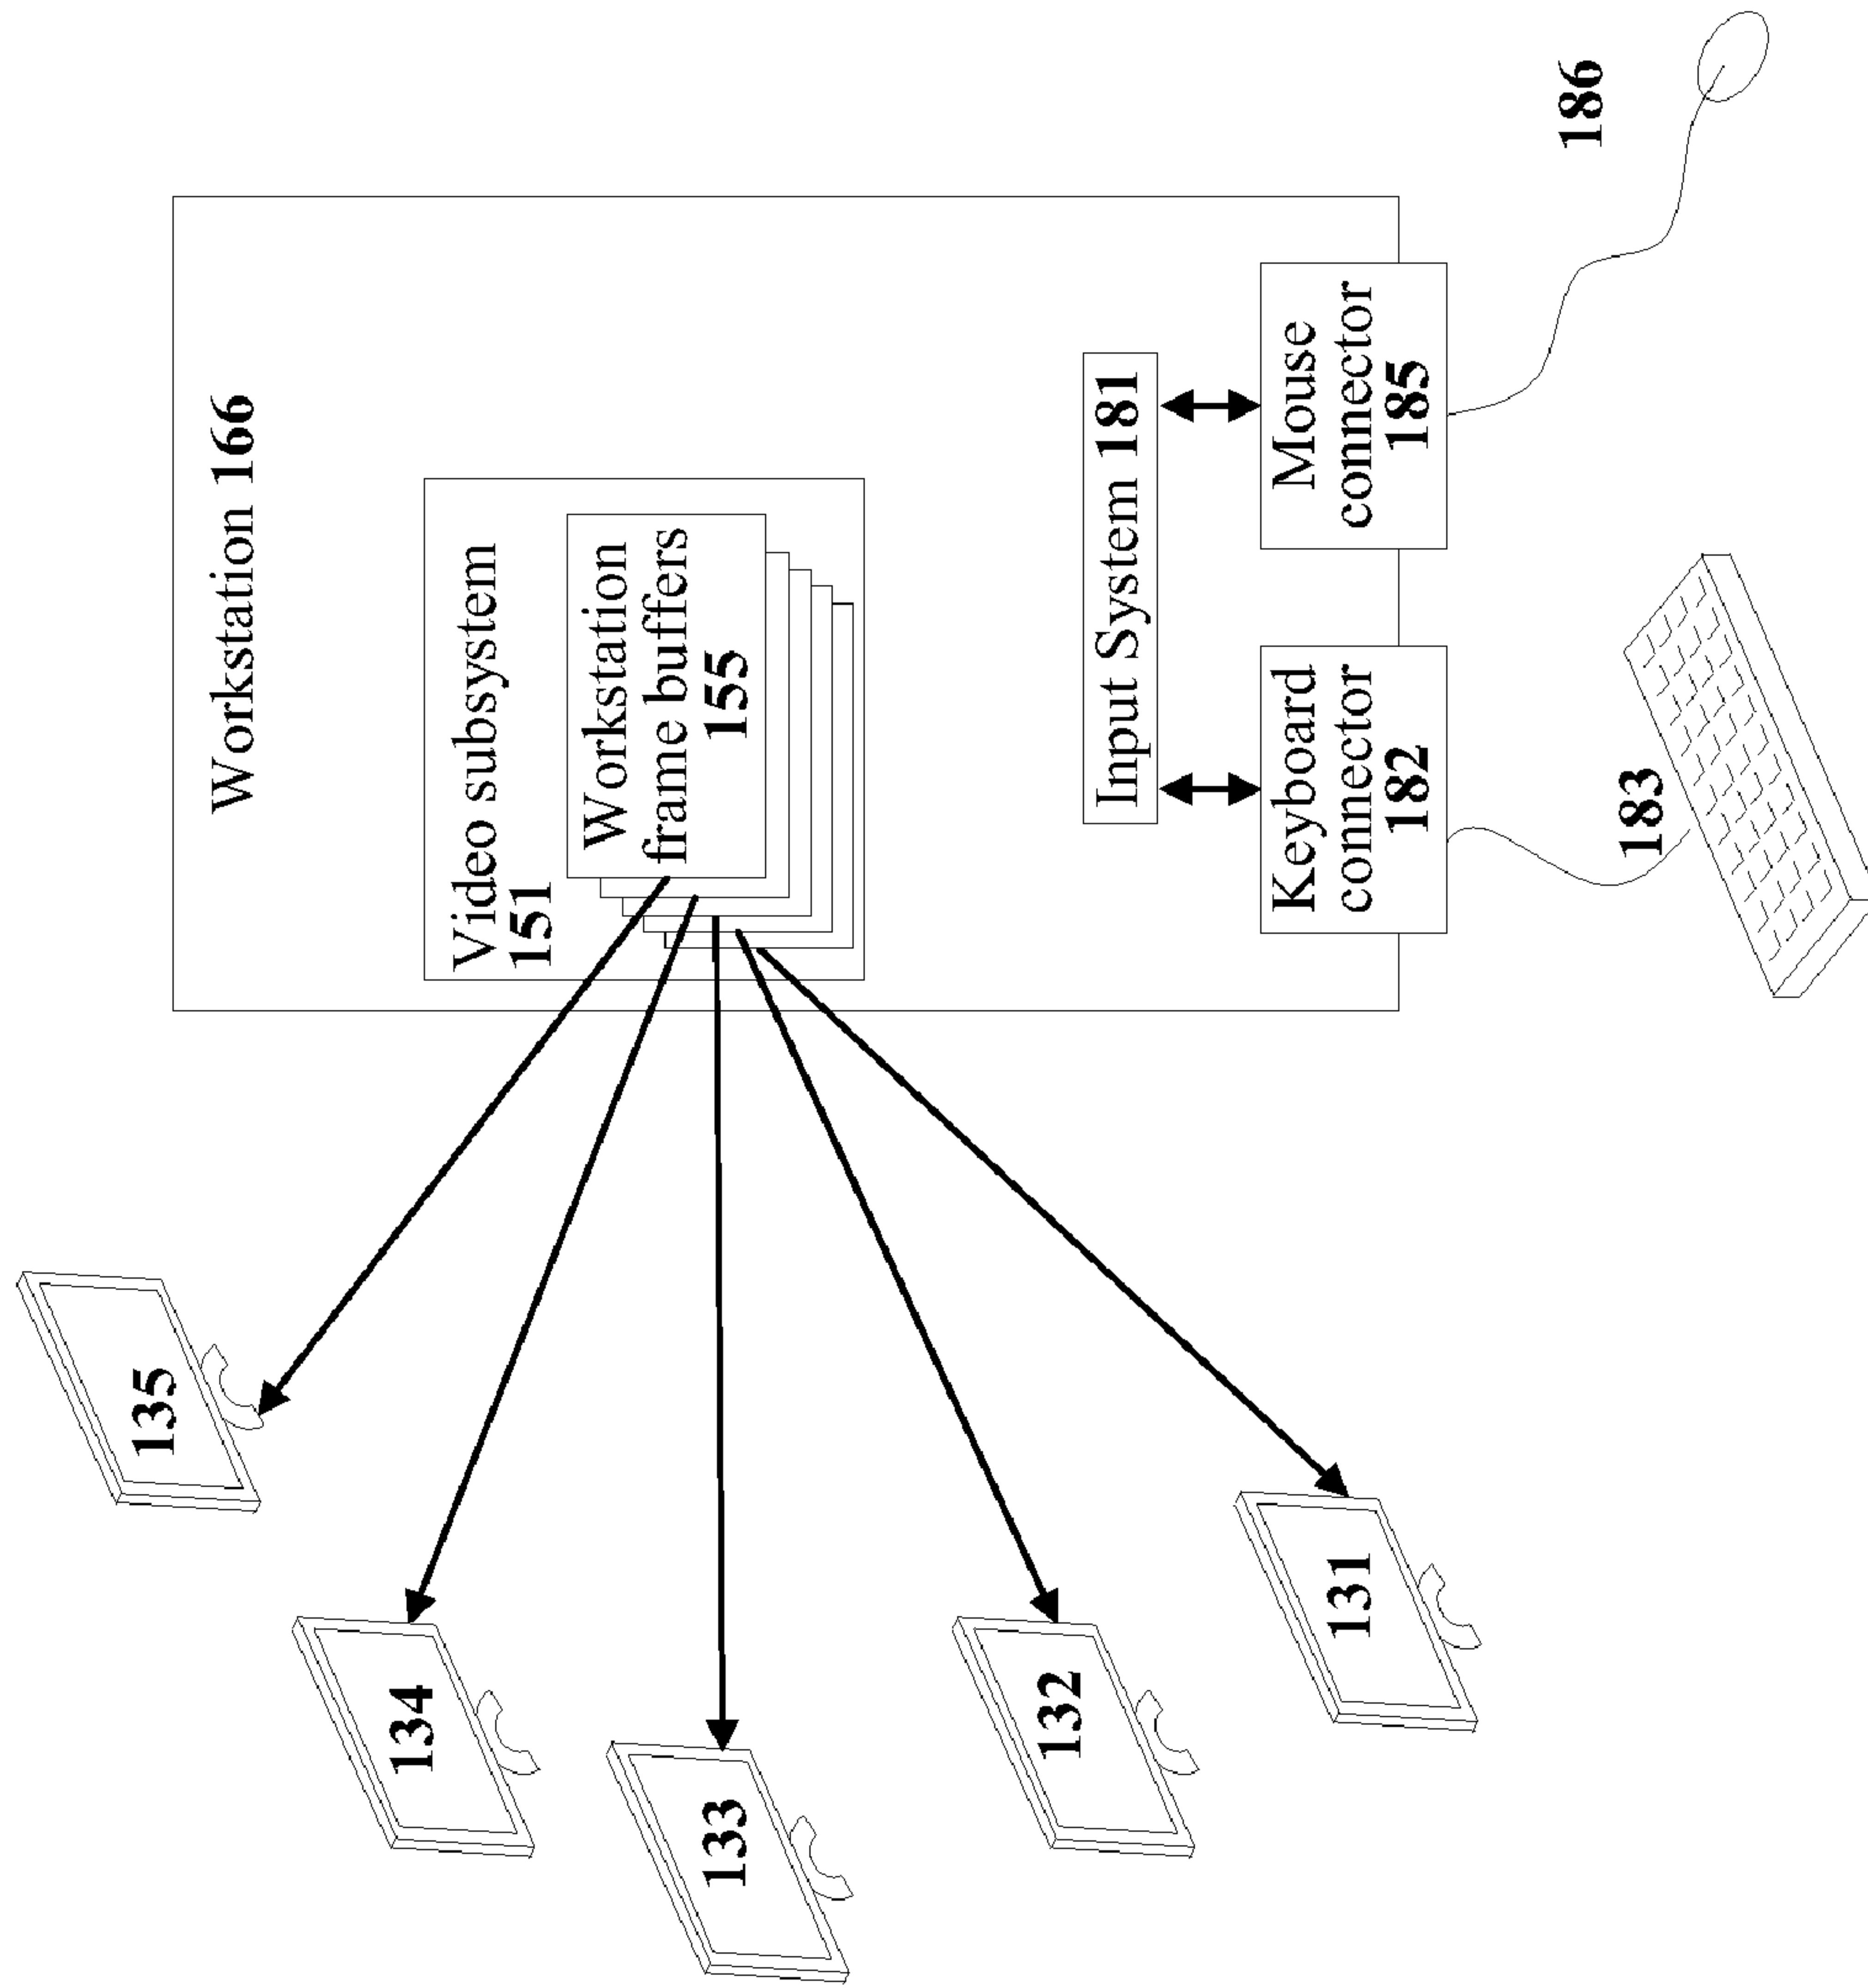 135
134
133
132
131
Workstation 166
Video subsystem
151
Workstation
frame buffers
155
Input System 181
Keyboard
connector
182
Mouse
connector
185
183
186